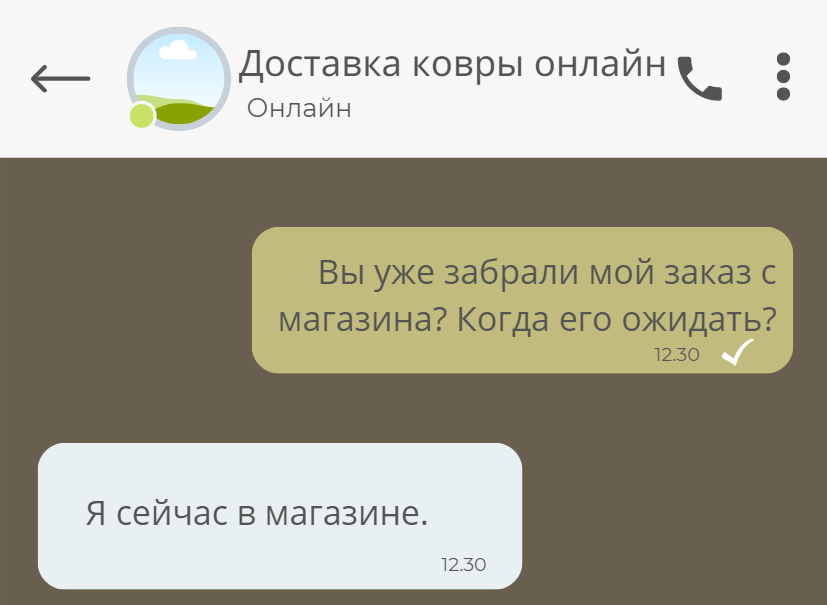 Доставка ковры онлайн
Онлайн
Вы уже забрали мой заказ с
магазина? Когда его ожидать?
12.30
Я сейчас в магазине.
12.30